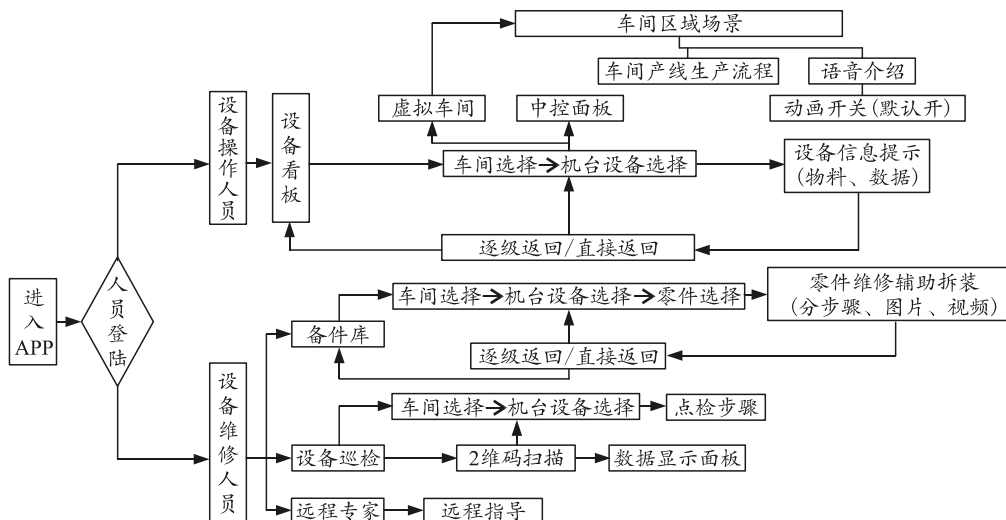 车间区域场景
车间产线生产流程
语音介绍
虚拟车间
中控面板
动画开关(默认开)
设备操作人员
设备看板
车间选择→机台设备选择
设备信息提示
(物料、数据)
逐级返回/直接返回
进入APP
人员登陆
车间选择→机台设备选择→零件选择
零件维修辅助拆装
(分步骤、图片、视频)
备件库
逐级返回/直接返回
设备维修人员
车间选择→机台设备选择
点检步骤
设备巡检
2维码扫描
数据显示面板
远程专家
远程指导